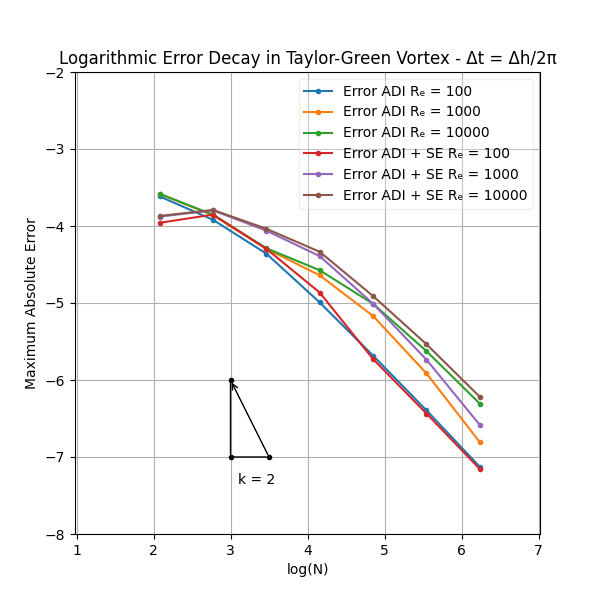 Logarithmic Error Decay in Taylor-Green Vortex - Δt = Δh/2π
Error ADI Rₑ = 100
Error ADI Rₑ = 1000
Error ADI Rₑ = 10000
Error ADI + SE Rₑ = 100
Error ADI + SE Rₑ = 1000
Error ADI + SE Rₑ = 10000
Maximum Absolute Error
−2
−3
−4
−5
−6
−7
−8
k = 2
1 2 3 4 5 6 7
log(N)